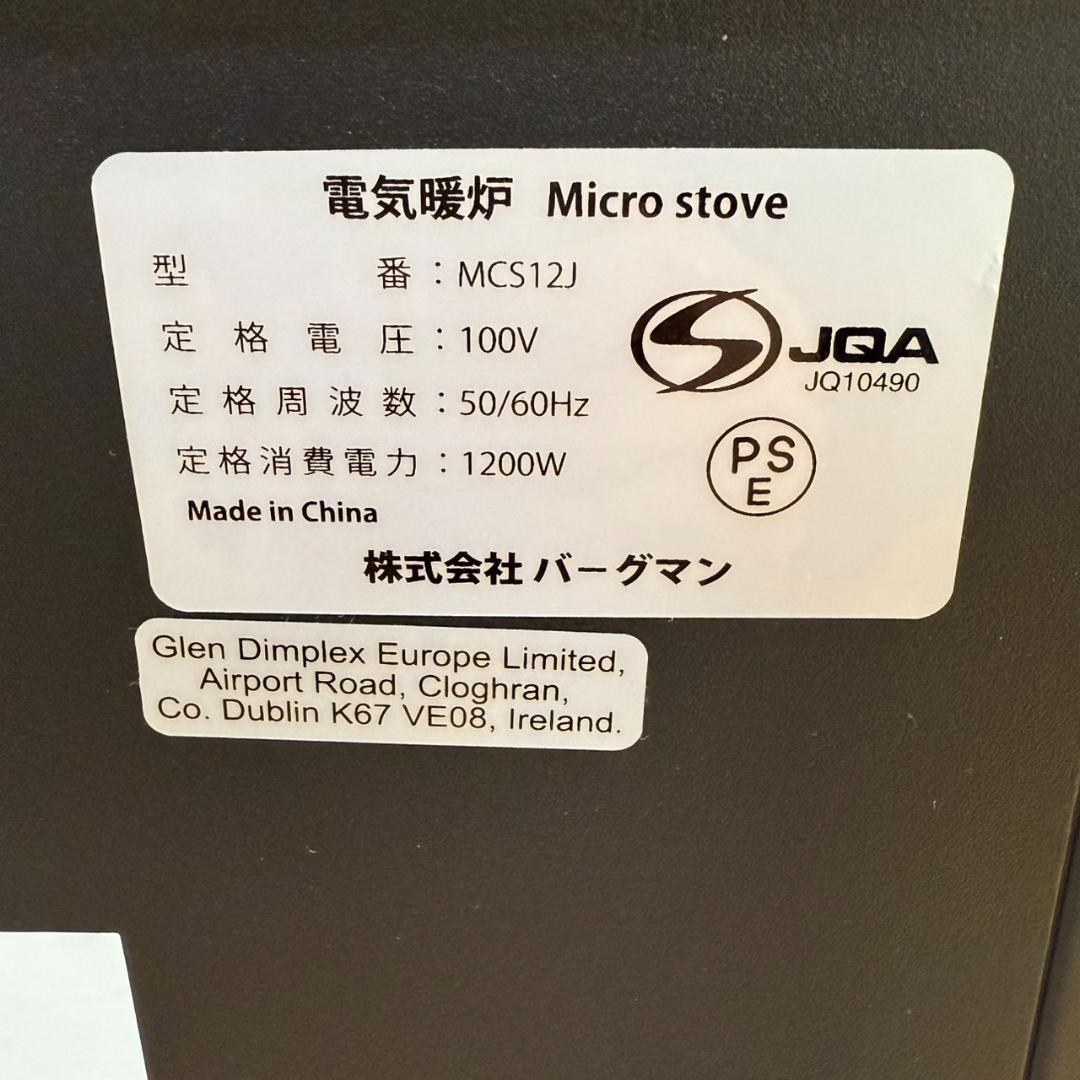 電気暖炉 Micro stove
型番：MCS12J
定格電圧：100V
定格周波数：50/60Hz
定格消費電力：1200W
Made in China
株式会社 バーグマン
S JQA
JQ10490
PS
E
Glen Dimplex Europe Limited,
Airport Road, Cloghran,
Co. Dublin K67 VE08, Ireland.